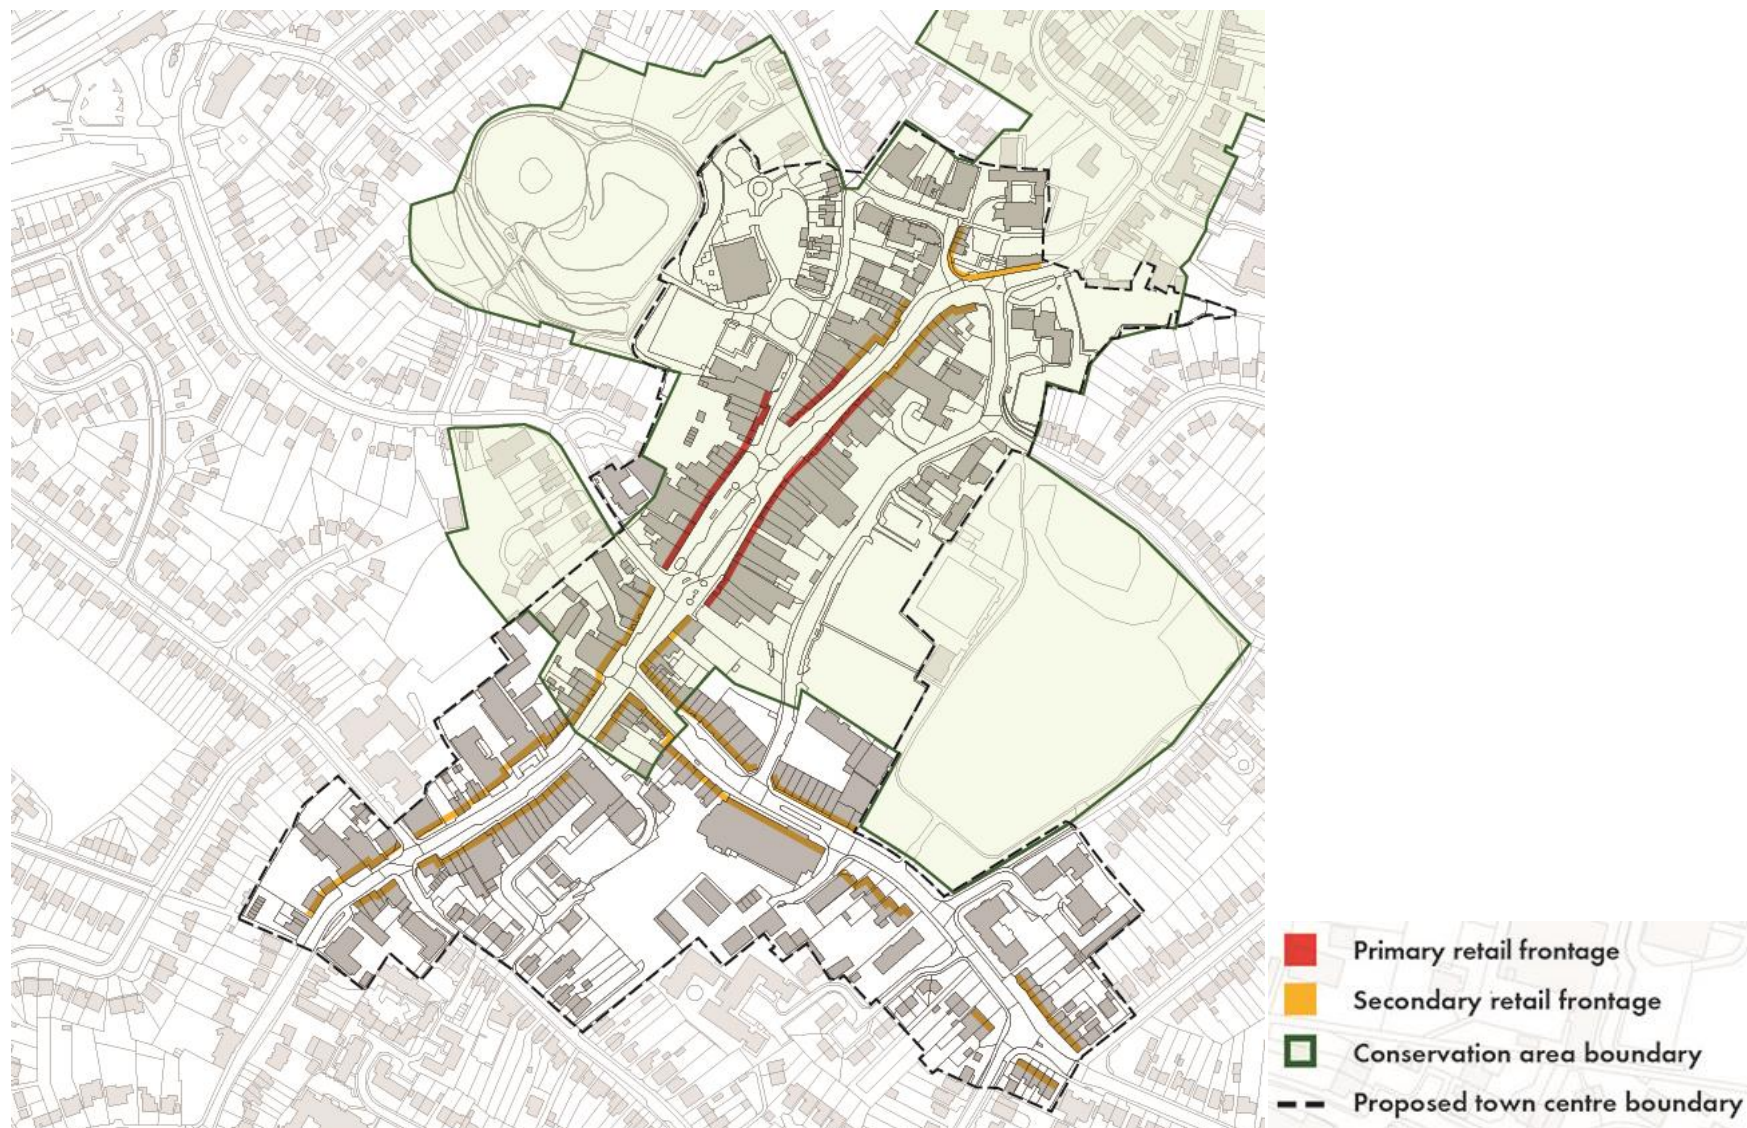 Primary retail frontage
Secondary retail frontage
Conservation area boundary
Proposed town centre boundary